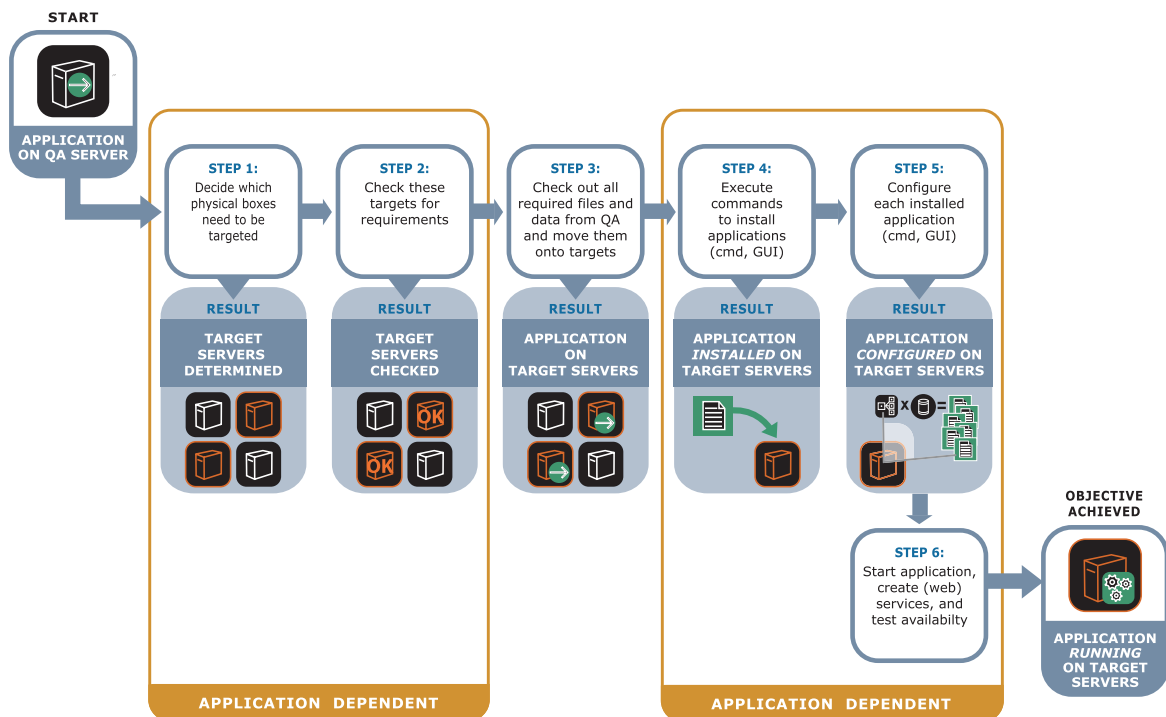 START
APPLICATION
ON QA SERVER
STEP 1:
Decide which
physical boxes
need to be
targeted
RESULT
TARGET
SERVERS
DETERMINED
STEP 2:
Check these
targets for
requirements
RESULT
TARGET
SERVERS
CHECKED
OK
OK
APPLICATION DEPENDENT
STEP 3:
Check out all
required files and
data from QA
and move them
onto targets
RESULT
APPLICATION
ON
TARGET SERVERS
STEP 4:
Execute
commands
to install
applications
(cmd, GUI)
RESULT
APPLICATION
INSTALLED ON
TARGET SERVERS
STEP 5:
Configure
each installed
application
(cmd, GUI)
RESULT
APPLICATION
CONFIGURED ON
TARGET SERVERS
x =
STEP 6:
Start application,
create (web)
services, and
test availabilty
APPLICATION DEPENDENT
OBJECTIVE
ACHIEVED
APPLICATION
RUNNING
ON TARGET
SERVERS